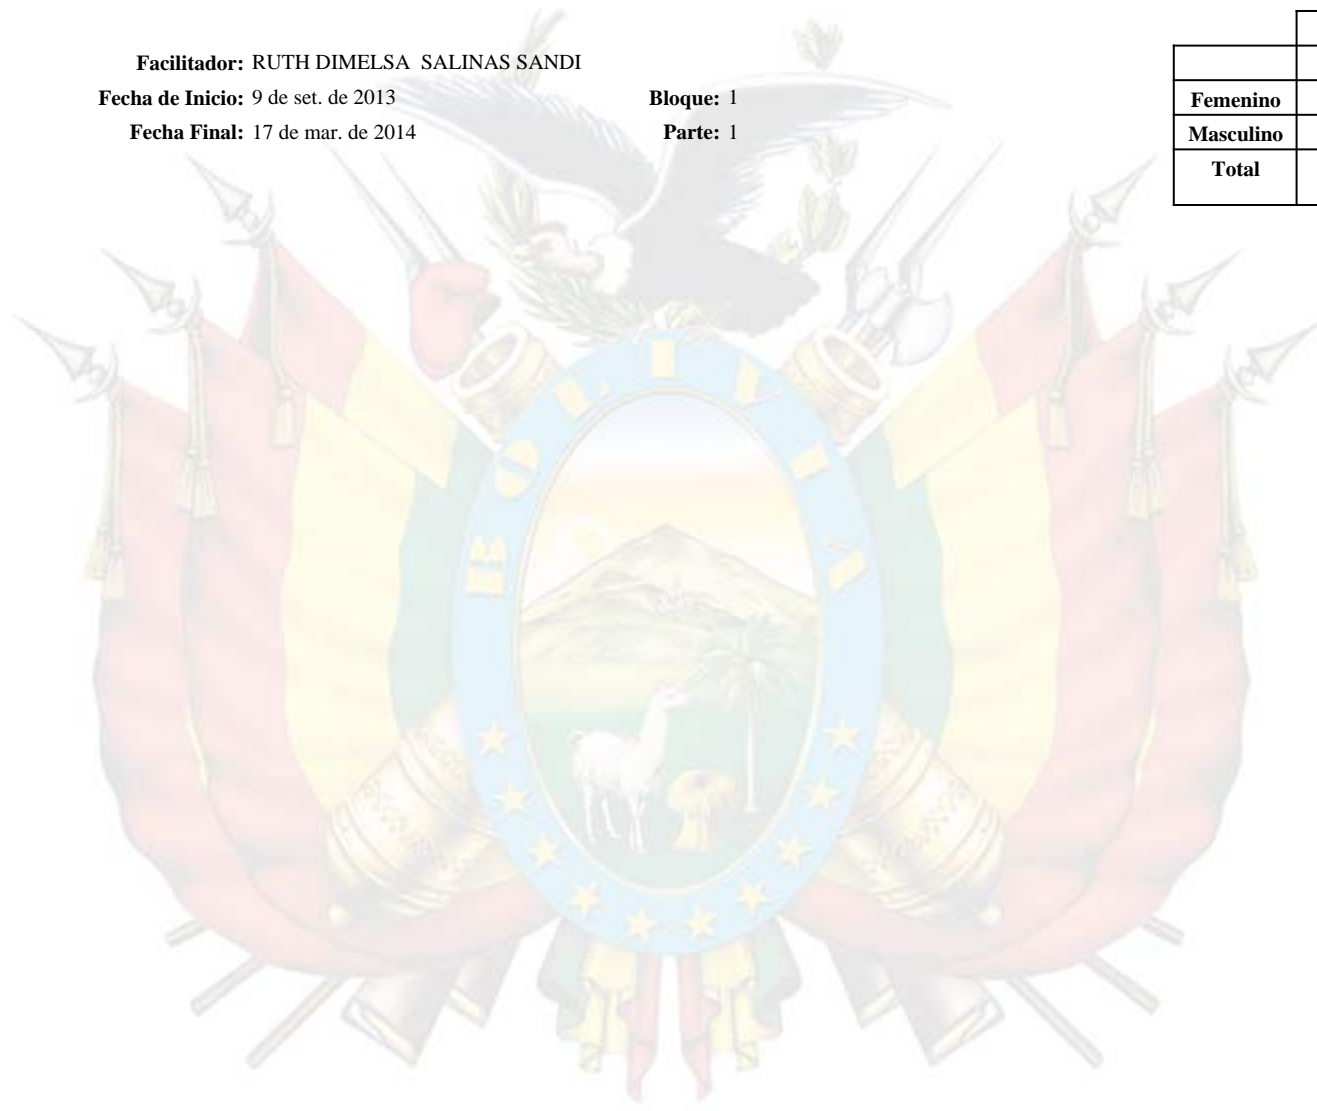 Facilitador: RUTH DIMELSA SALINAS SANDI
Fecha de Inicio: 9 de set. de 2013 Bloque: 1
Fecha Final: 17 de mar. de 2014 Parte: 1
Femenino
Masculino
Total
BOLIVIA